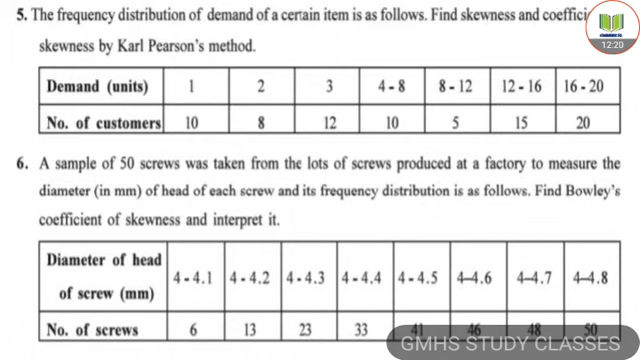 5. The frequency distribution of demand of a certain item is as follows. Find skewness and
12:20
skewness by Karl Pearson's method.
Demand (units) 1 2 3 4 - 8 8 - 12 12 - 16 16 - 20
No. of customers 10 8 12 10 5 15 20
6. A sample of 50 screws was taken from the lots of screws produced at a factory to measure the
diameter (in mm) of head of each screw and its frequency distribution is as follows. Find Bowley's
coefficient of skewness and interpret it.
Diameter of head
of screw (mm) 4 - 4.1 4 - 4.2 4 - 4.3 4 - 4.4 4 - 4.5 4–4.6 4–4.7 4–4.8
No. of screws 6 13 23 33 41 46 48 50
GMHS STUDY CLASSES